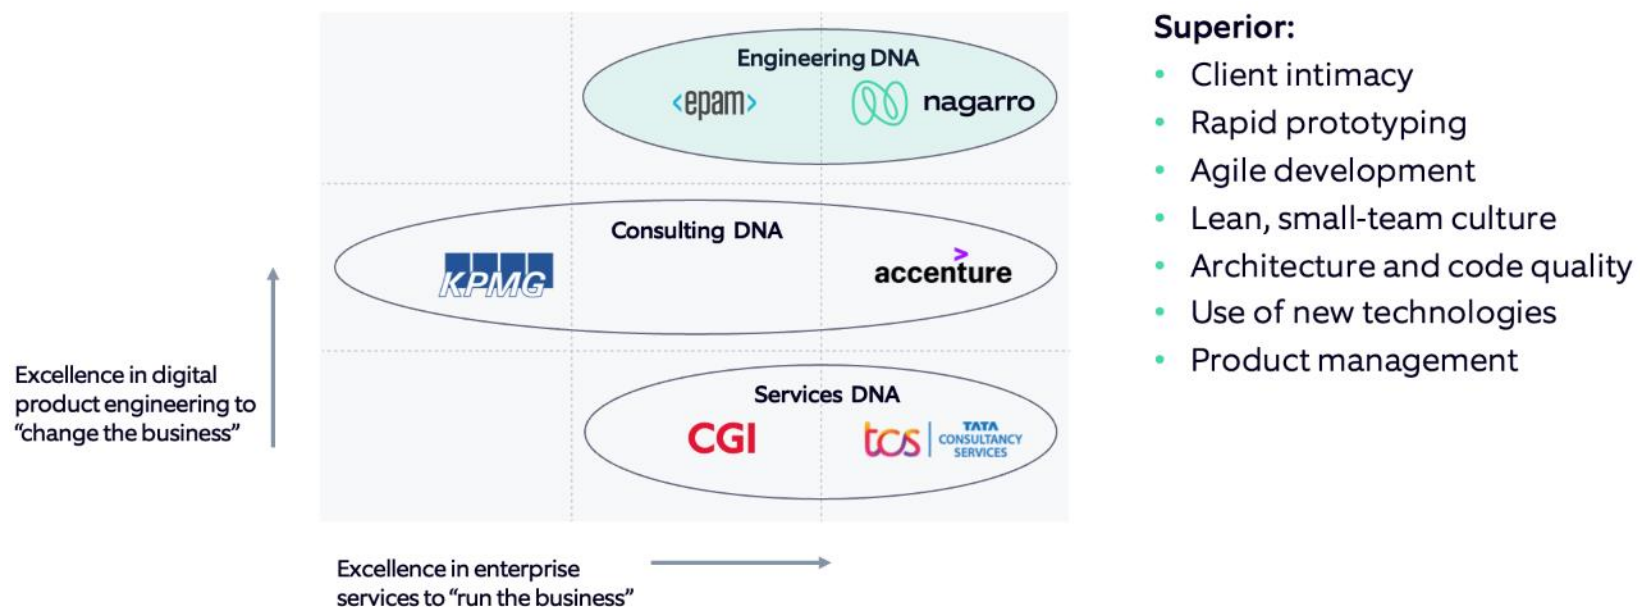 Engineering DNA
<epam>
nagarro
Consulting DNA
KPMG
>
accenture
Services DNA
CGI
tcs
TATA
CONSULTANCY
SERVICES
Excellence in digital
product engineering to
“change the business”
Excellence in enterprise
services to “run the business”
Superior:
• Client intimacy
• Rapid prototyping
• Agile development
• Lean, small-team culture
• Architecture and code quality
• Use of new technologies
• Product management